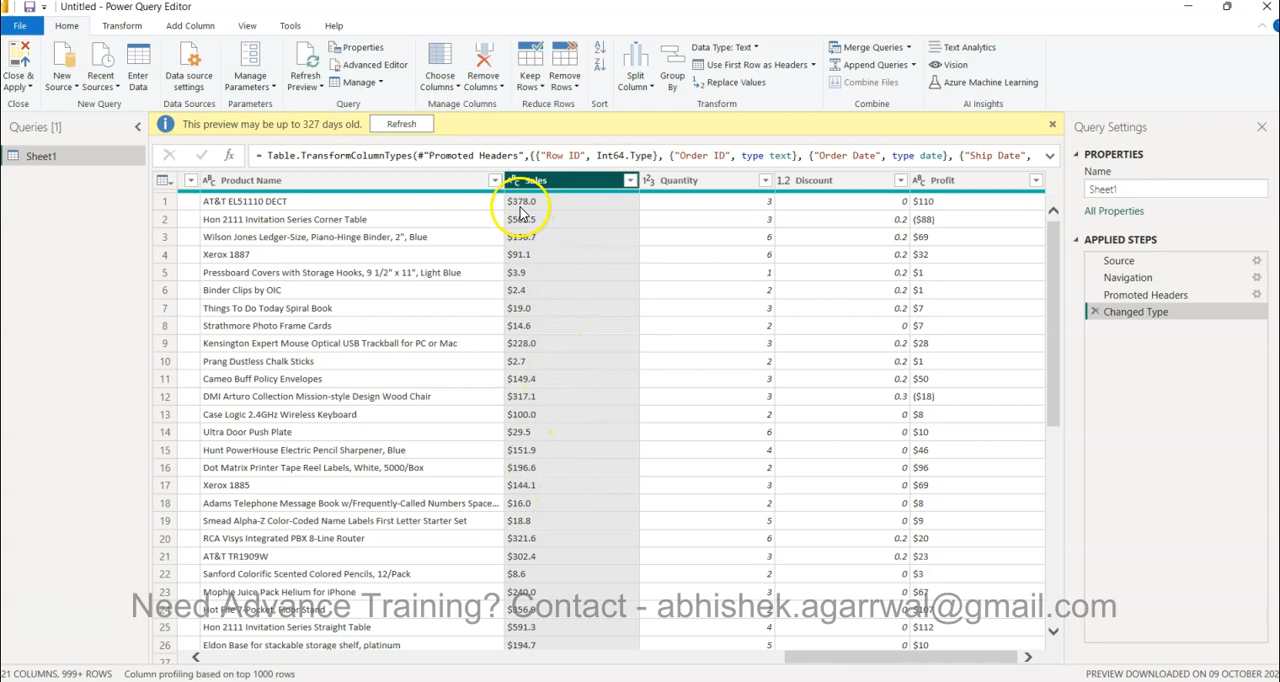 Untitled - Power Query Editor
File Home Transform Add Column View Tools Help
Close & Apply
New Source
Recent Sources
Enter Data
Data source settings
Manage Parameters
Refresh Preview
Properties
Advanced Editor
Manage
Choose Columns
Remove Columns
Keep Rows
Remove Rows
Split Column
Group By
Data Type: Text
Use First Row as Headers
Replace Values
Merge Queries
Append Queries
Combine Files
Text Analytics
Vision
Azure Machine Learning
Close New Query Data Sources Parameters Query Manage Columns Reduce Rows Sort Transform Combine AI Insights
Queries [1]
Sheet1
This preview may be up to 327 days old. Refresh
fx = Table.TransformColumnTypes(#"Promoted Headers",{{"Row ID", Int64.Type}, {"Order ID", type text}, {"Order Date", type date}, {"Ship Date",
Product Name Sales 123 Quantity 1.2 Discount Profit
1 AT&T EL51110 DECT $378.0 3 0 $110
2 Hon 2111 Invitation Series Corner Table 3 0.2 ($88)
3 Wilson Jones Ledger-Size, Piano-Hinge Binder, 2", Blue 6 0.2 $69
4 Xerox 1887 $91.1 6 0.2 $32
5 Pressboard Covers with Storage Hooks, 9 1/2" x 11", Light Blue $3.9 1 0.2 $1
6 Binder Clips by OIC $2.4 2 0.2 $1
7 Things To Do Today Spiral Book $19.0 3 0.2 $7
8 Strathmore Photo Frame Cards $14.6 2 0 $7
9 Kensington Expert Mouse Optical USB Trackball for PC or Mac $228.0 3 0.2 $28
10 Prang Dustless Chalk Sticks $2.7 2 0.2 $1
11 Cameo Buff Policy Envelopes $149.4 3 0.2 $50
12 DMI Arturo Collection Mission-style Design Wood Chair $317.1 3 0.3 ($18)
13 Case Logic 2.4GHz Wireless Keyboard $100.0 2 0 $8
14 Ultra Door Push Plate $29.5 6 0 $10
15 Hunt PowerHouse Electric Pencil Sharpener, Blue $151.9 4 0 $46
16 Dot Matrix Printer Tape Reel Labels, White, 5000/Box $196.6 2 0 $96
17 Xerox 1885 $144.1 3 0 $69
18 Adams Telephone Message Book w/Frequently-Called Numbers Space... $16.0 3 0 $8
19 Smead Alpha-Z Color-Coded Name Labels First Letter Starter Set $18.8 5 0 $9
20 RCA Visys Integrated PBX 8-Line Router $321.6 6 0.2 $20
21 AT&T TR1909W $302.4 3 0.2 $23
22 Sanford Colorific Scented Colored Pencils, 12/Pack $8.6 2 0 $3
23 Mophie Juice Pack Helium for iPhone $240.0 3 0 $67
Need Advance Training? Contact - abhishek.agarrwal@gmail.com
24 Hot File 7-Pocket, Floor Stand 0 $107
25 Hon 2111 Invitation Series Straight Table $591.3 4 0 $112
26 Eldon Base for stackable storage shelf, platinum $194.7 5 0 $10
27
Query Settings
PROPERTIES
Name
Sheet1
All Properties
APPLIED STEPS
Source
Navigation
Promoted Headers
Changed Type
21 COLUMNS, 999+ ROWS Column profiling based on top 1000 rows PREVIEW DOWNLOADED ON 09 OCTOBER